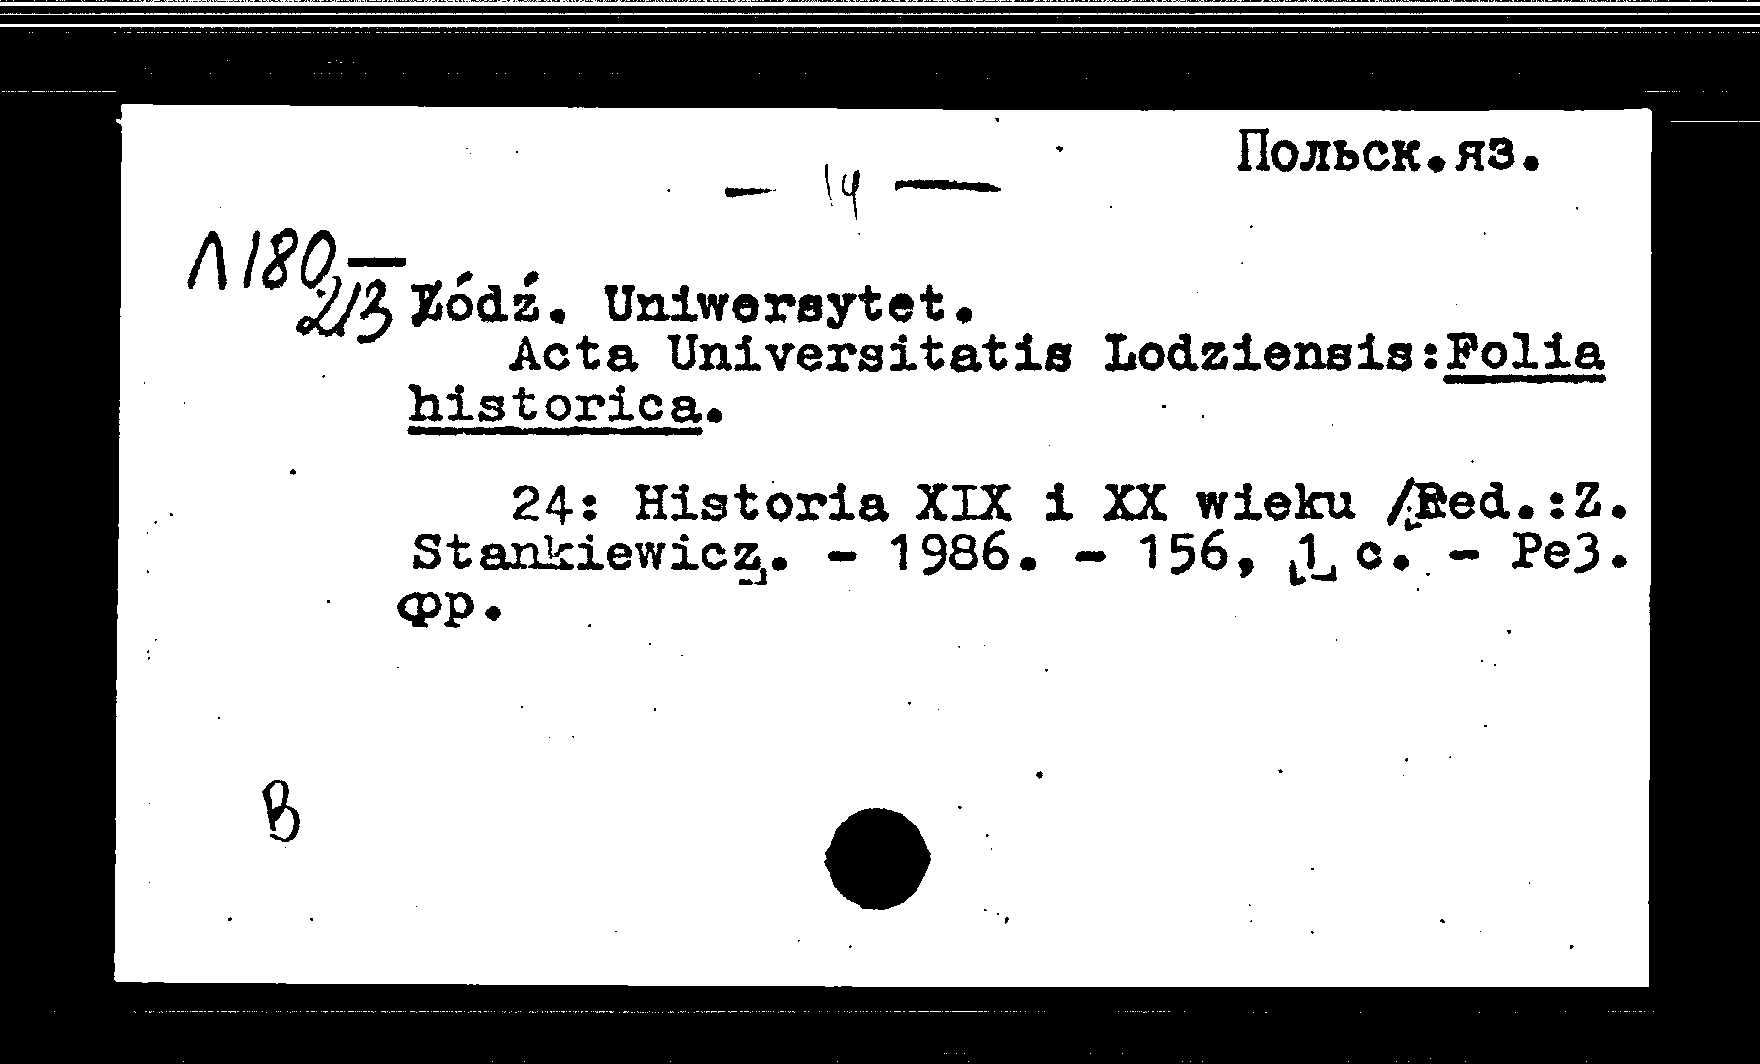 Польск.яз.
— 14 —
Л180—
213
Łódź. Uniwersytet.
Acta Universitatis Lodziensis:Folia
historica.
24: Historia XIX i XX wieku /[Red.:Z.
Stankiewicz]. - 1986. - 156, [1] с. - Рез.
фр.
В